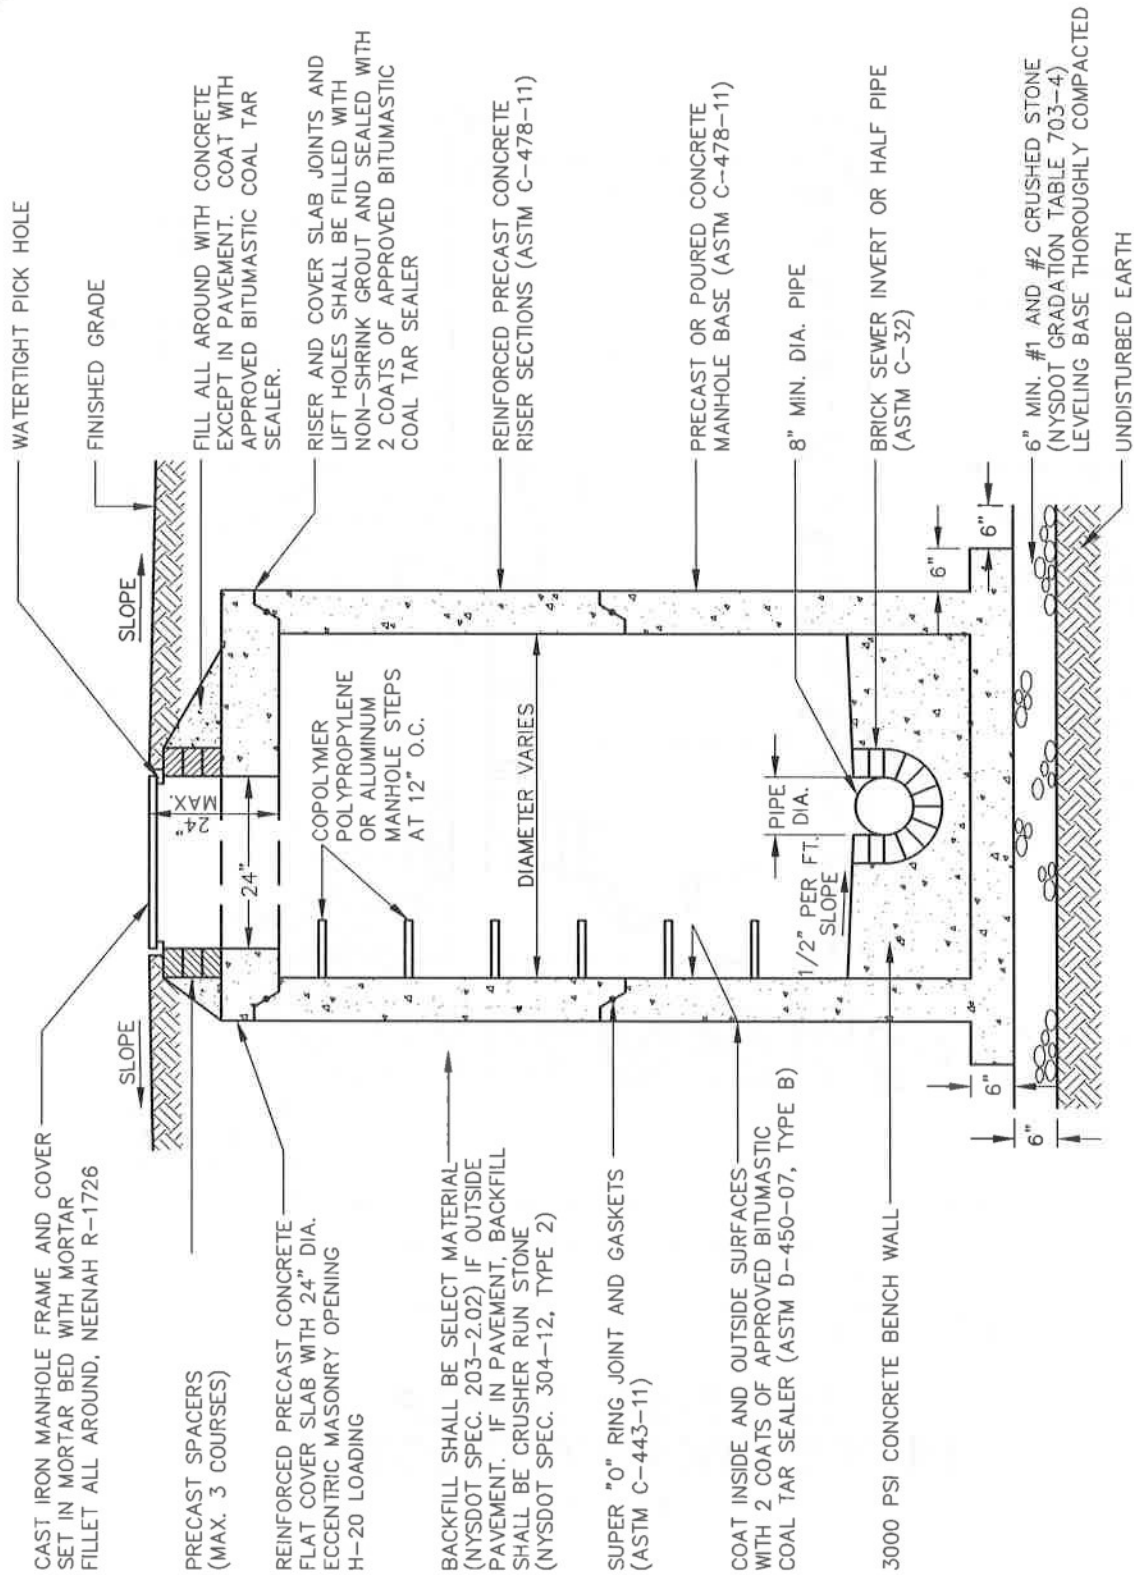 CAST IRON MANHOLE FRAME AND COVER
SET IN MORTAR BED WITH MORTAR
FILLET ALL AROUND, NEENAH R-1726
PRECAST SPACERS
(MAX. 3 COURSES)
REINFORCED PRECAST CONCRETE
FLAT COVER SLAB WITH 24" DIA.
ECCENTRIC MASONRY OPENING
H-20 LOADING
BACKFILL SHALL BE SELECT MATERIAL
(NYSDOT SPEC. 203-2.02) IF OUTSIDE
PAVEMENT. IF IN PAVEMENT, BACKFILL
SHALL BE CRUSHER RUN STONE
(NYSDOT SPEC. 304-12, TYPE 2)
SUPER "O" RING JOINT AND GASKETS
(ASTM C-443-11)
COAT INSIDE AND OUTSIDE SURFACES
WITH 2 COATS OF APPROVED BITUMASTIC
COAL TAR SEALER (ASTM D-450-07, TYPE B)
3000 PSI CONCRETE BENCH WALL
SLOPE
SLOPE
24"
MAX.
24"
COPOLYMER
POLYPROPYLENE
OR ALUMINUM
MANHOLE STEPS
AT 12" O.C.
DIAMETER VARIES
PIPE
DIA.
1/2" PER FT.
SLOPE
6"
6"
6"
6"
WATERTIGHT PICK HOLE
FINISHED GRADE
FILL ALL AROUND WITH CONCRETE
EXCEPT IN PAVEMENT. COAT WITH
APPROVED BITUMASTIC COAL TAR
SEALER.
RISER AND COVER SLAB JOINTS AND
LIFT HOLES SHALL BE FILLED WITH
NON-SHRINK GROUT AND SEALED WITH
2 COATS OF APPROVED BITUMASTIC
COAL TAR SEALER
REINFORCED PRECAST CONCRETE
RISER SECTIONS (ASTM C-478-11)
PRECAST OR POURED CONCRETE
MANHOLE BASE (ASTM C-478-11)
8" MIN. DIA. PIPE
BRICK SEWER INVERT OR HALF PIPE
(ASTM C-32)
6" MIN. #1 AND #2 CRUSHED STONE
(NYSDOT GRADATION TABLE 703-4)
LEVELING BASE THOROUGHLY COMPACTED
UNDISTURBED EARTH